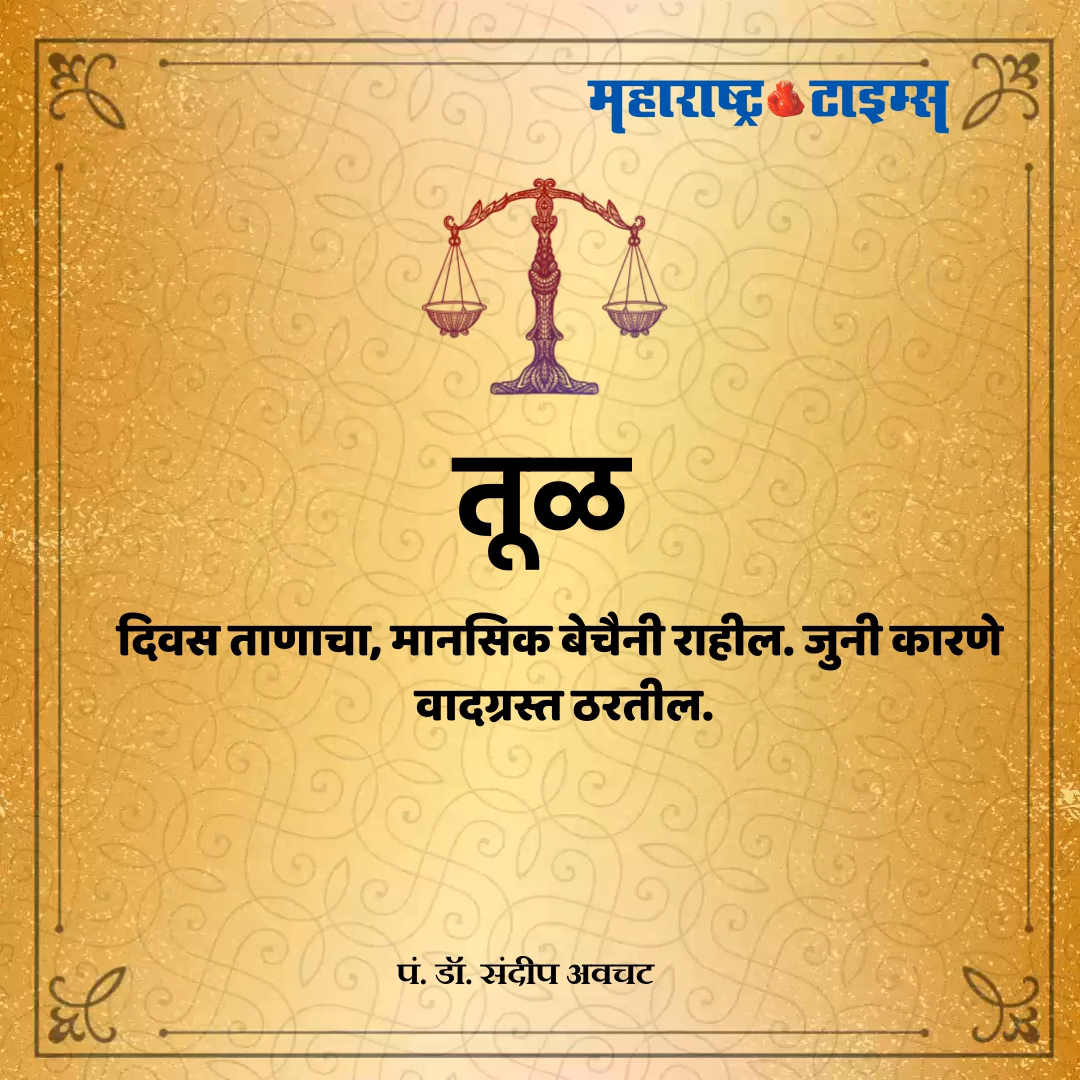 महाराष्ट्र टाइम्स
तूळ
दिवस ताणाचा, मानसिक बेचैनी राहील. जुनी कारणे
वादग्रस्त ठरतील.
पं. डॉ. संदीप अवचट